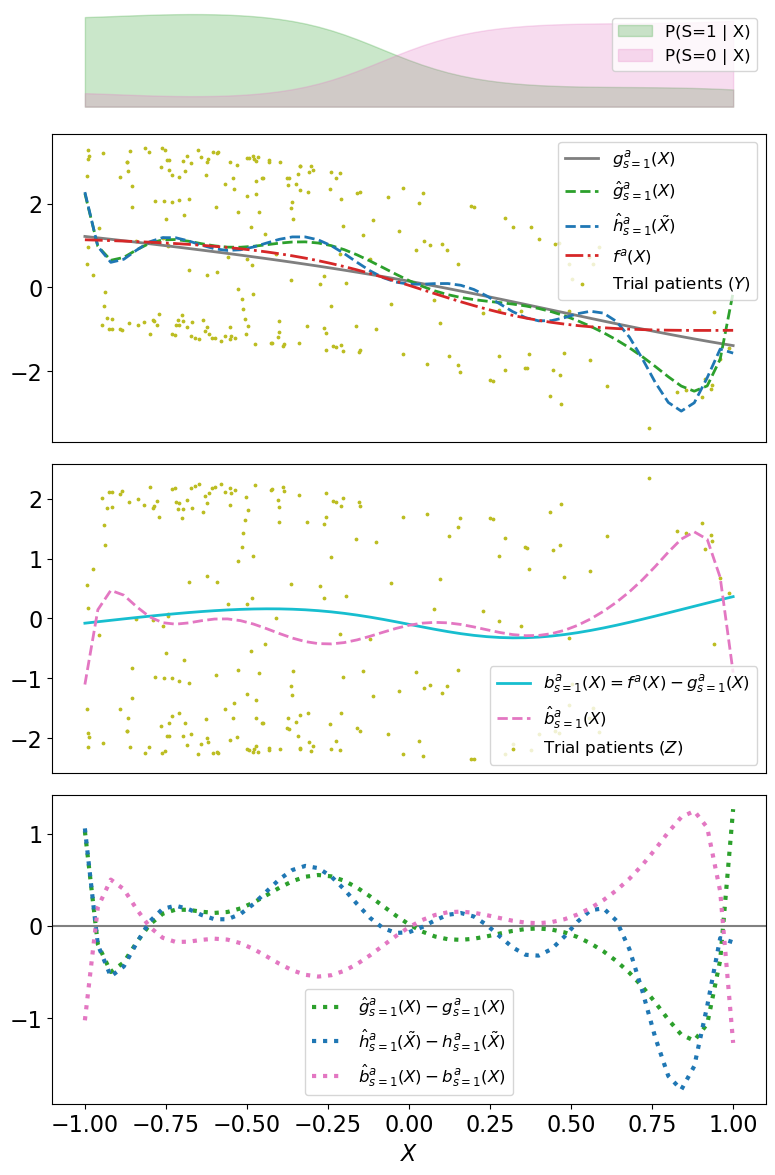 P(S=1 | X)
P(S=0 | X)
2
0
−2
g^a_{s=1}(X)
ĝ^a_{s=1}(X)
ĥ^a_{s=1}(X̃)
f^a(X)
Trial patients (Y)
2
1
0
−1
−2
b^a_{s=1}(X) = f^a(X) − g^a_{s=1}(X)
b̂^a_{s=1}(X)
Trial patients (Z)
1
0
−1
ĝ^a_{s=1}(X) − g^a_{s=1}(X)
ĥ^a_{s=1}(X̃) − h^a_{s=1}(X̃)
b̂^a_{s=1}(X) − b^a_{s=1}(X)
−1.00 −0.75 −0.50 −0.25 0.00 0.25 0.50 0.75 1.00
X